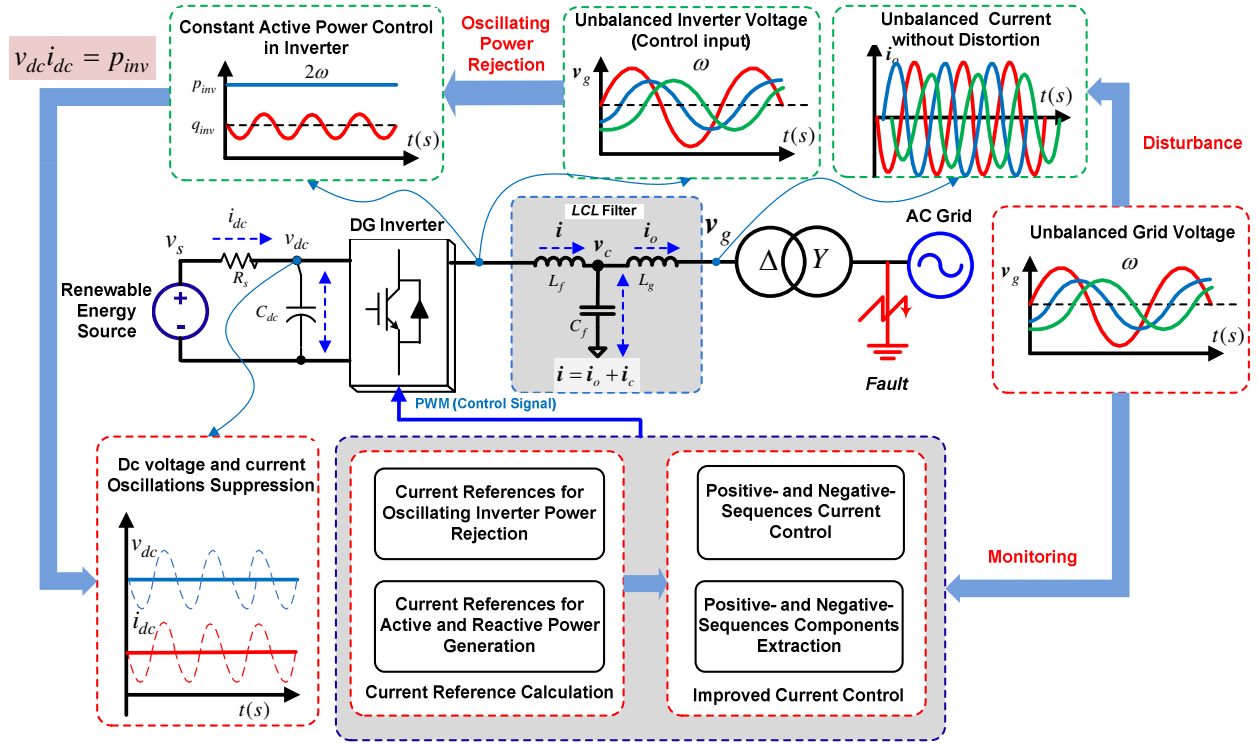 v_dc i_dc = p_inv
Constant Active Power Control
in Inverter
2ω
p_inv
q_inv
t(s)
Oscillating
Power
Rejection
Unbalanced Inverter Voltage
(Control input)
v_g
ω
t(s)
Unbalanced Current
without Distortion
i_o
t(s)
Disturbance
Unbalanced Grid Voltage
v_g
ω
t(s)
v_s
i_dc
R_s
v_dc
C_dc
Renewable
Energy
Source
+
-
DG Inverter
LCL Filter
i
v_c
i_o
L_f
L_g
C_f
i = i_o + i_c
v_g
Δ
Y
AC Grid
Fault
PWM (Control Signal)
Dc voltage and current
Oscillations Suppression
v_dc
i_dc
t(s)
Current References for
Oscillating Inverter Power
Rejection
Current References for
Active and Reactive Power
Generation
Current Reference Calculation
Positive- and Negative-
Sequences Current
Control
Positive- and Negative-
Sequences Components
Extraction
Improved Current Control
Monitoring